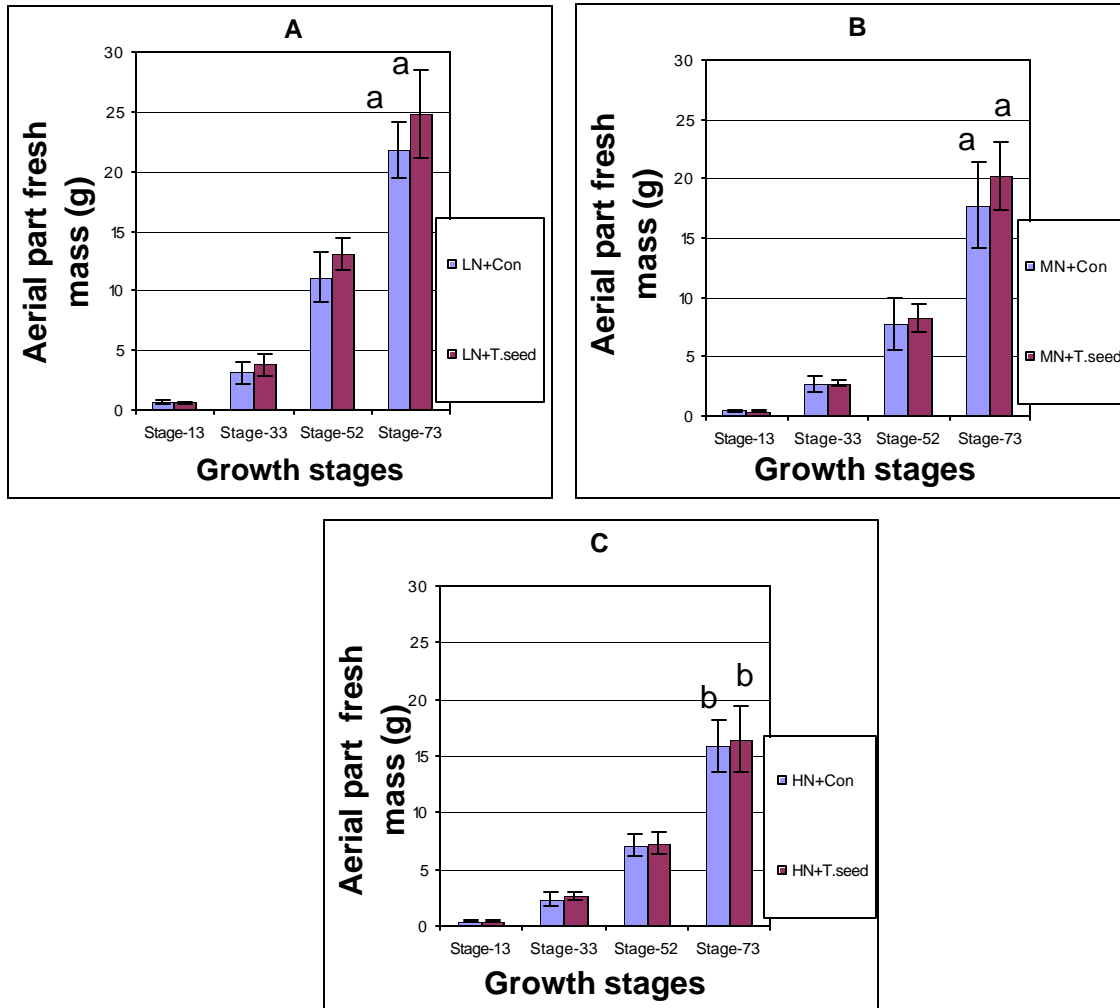 A
30
25
20
15
10
5
0
Aerial part fresh
mass (g)
a
a
Stage-13 Stage-33 Stage-52 Stage-73
Growth stages
LN+Con
LN+T.seed
B
30
25
20
15
10
5
0
Aerial part fresh
mass (g)
a
a
Stage-13 Stage-33 Stage-52 Stage-73
Growth stages
MN+Con
MN+T.seed
C
30
25
20
15
10
5
0
Aerial part fresh
mass (g)
b
b
Stage-13 Stage-33 Stage-52 Stage-73
Growth stages
HN+Con
HN+T.seed